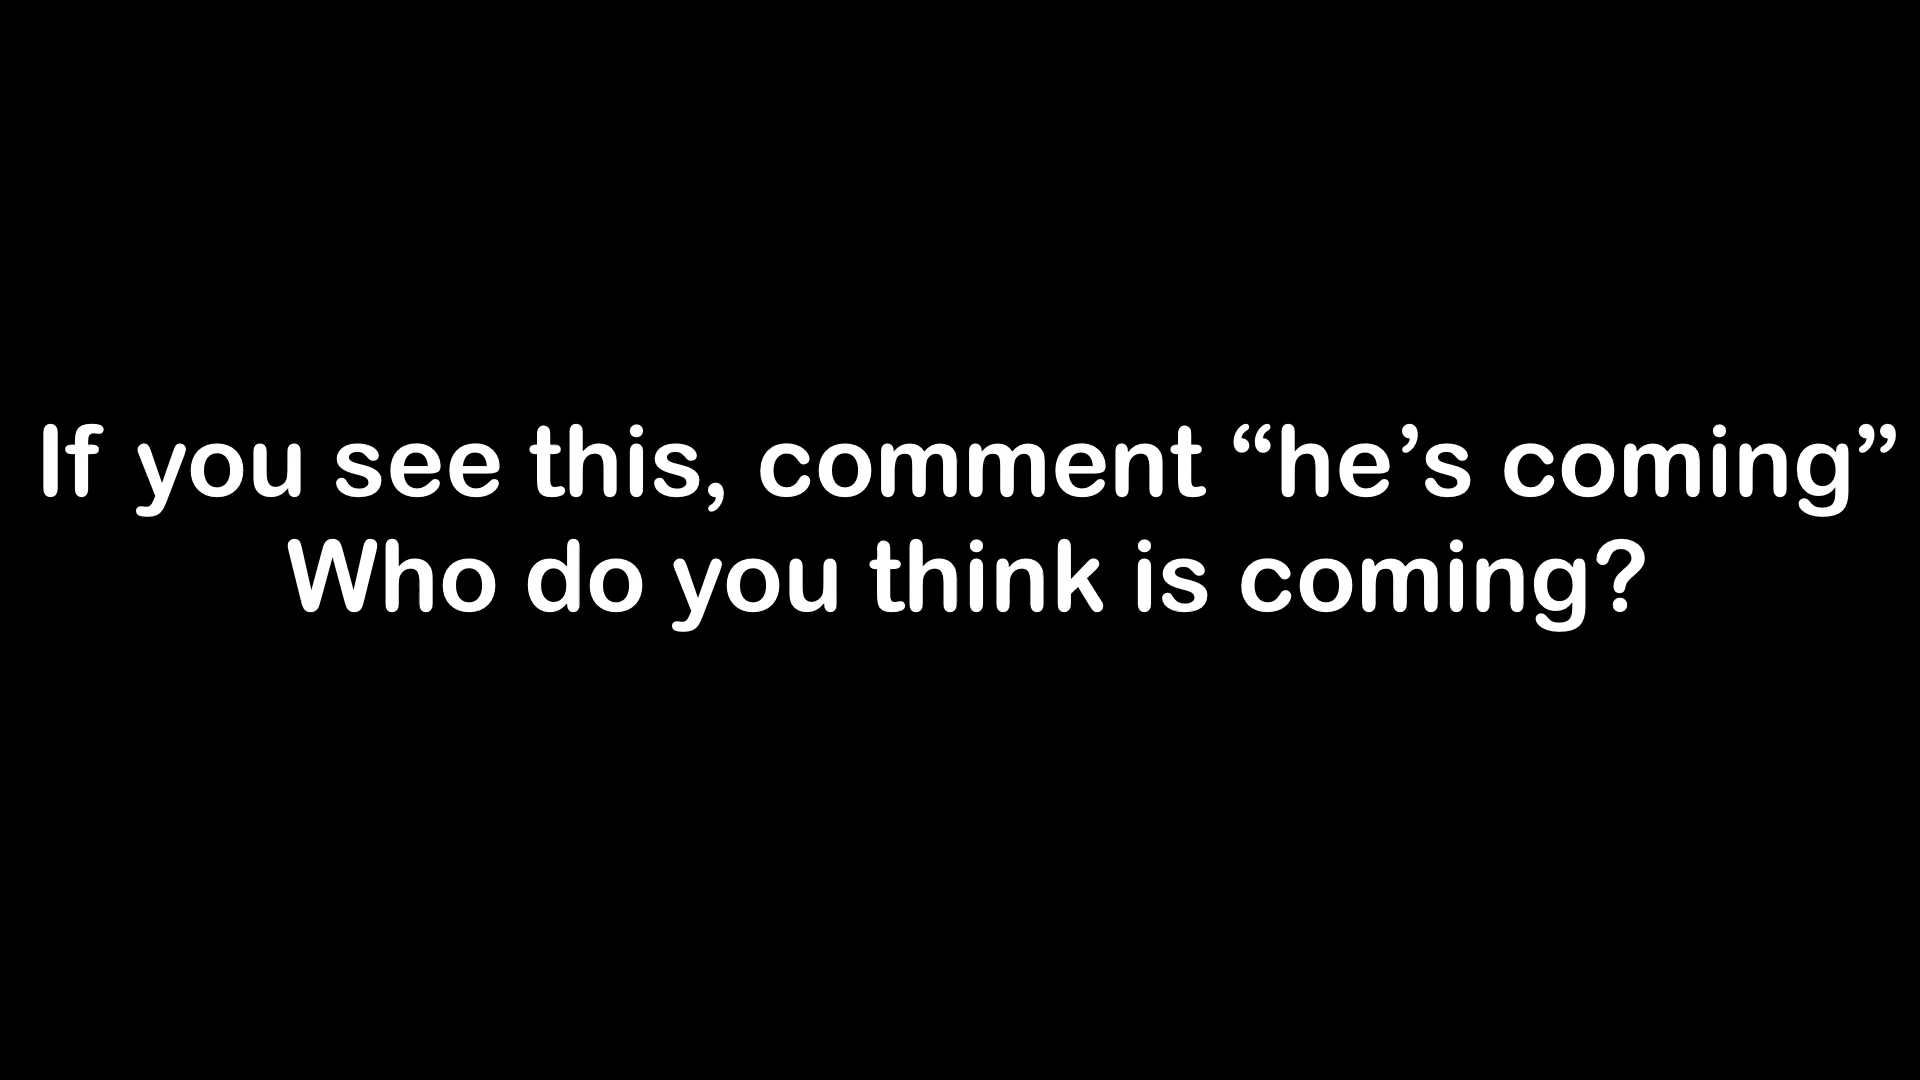 If you see this, comment “he’s coming”
Who do you think is coming?